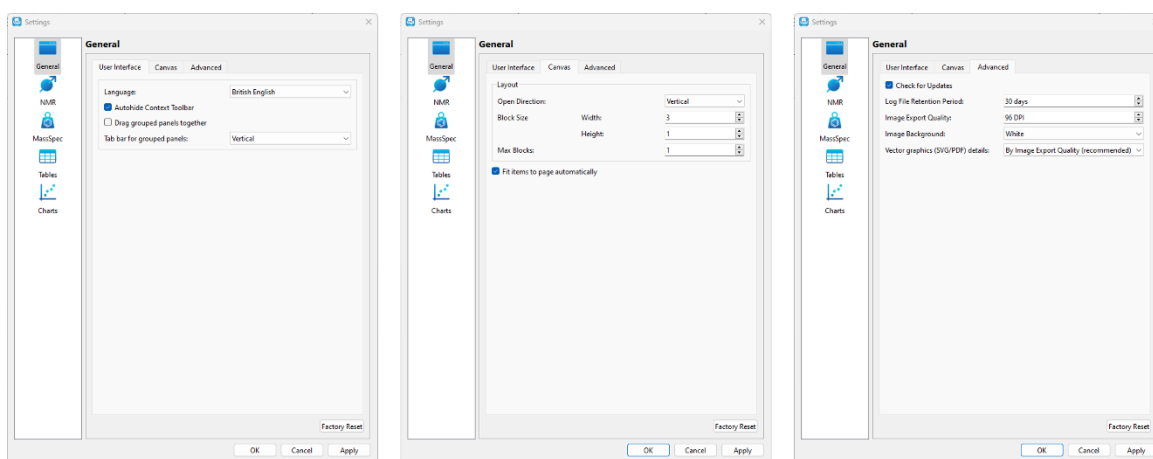 Settings
General
General
NMR
MassSpec
Tables
Charts
User Interface Canvas Advanced
Language: British English
Autohide Context Toolbar
Drag grouped panels together
Tab bar for grouped panels: Vertical
Factory Reset
OK Cancel Apply
Settings
General
General
NMR
MassSpec
Tables
Charts
User Interface Canvas Advanced
Layout
Open Direction: Vertical
Block Size Width: 3
Height: 1
Max Blocks: 1
Fit items to page automatically
Factory Reset
OK Cancel Apply
Settings
General
General
NMR
MassSpec
Tables
Charts
User Interface Canvas Advanced
Check for Updates
Log File Retention Period: 30 days
Image Export Quality: 96 DPI
Image Background: White
Vector graphics (SVG/PDF) details: By Image Export Quality (recommended)
Factory Reset
OK Cancel Apply